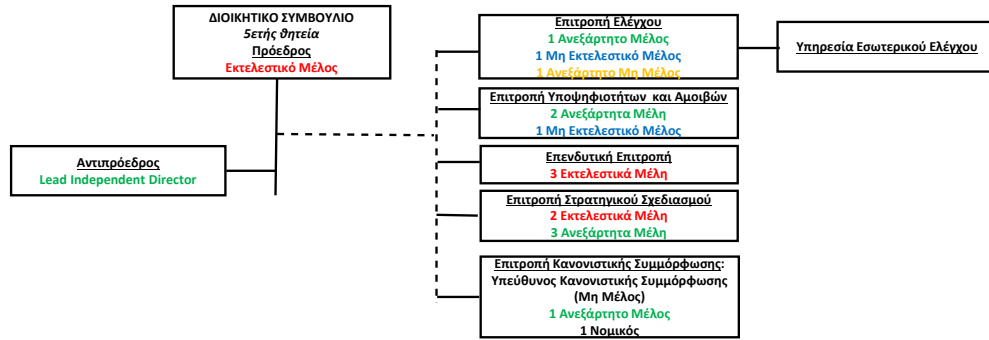 ΔΙΟΙΚΗΤΙΚΟ ΣΥΜΒΟΥΛΙΟ
5ετής θητεία
Πρόεδρος
Εκτελεστικό Μέλος
Αντιπρόεδρος
Lead Independent Director
Επιτροπή Ελέγχου
1 Ανεξάρτητο Μέλος
1 Μη Εκτελεστικό Μέλος
1 Ανεξάρτητο Μη Μέλος
Υπηρεσία Εσωτερικού Ελέγχου
Επιτροπή Υποψηφιοτήτων και Αμοιβών
2 Ανεξάρτητα Μέλη
1 Μη Εκτελεστικό Μέλος
Επενδυτική Επιτροπή
3 Εκτελεστικά Μέλη
Επιτροπή Στρατηγικού Σχεδιασμού
2 Εκτελεστικά Μέλη
3 Ανεξάρτητα Μέλη
Επιτροπή Κανονιστικής Συμμόρφωσης:
Υπεύθυνος Κανονιστικής Συμμόρφωσης
(Μη Μέλος)
1 Ανεξάρτητο Μέλος
1 Νομικός